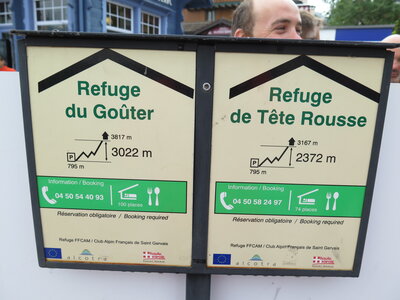 Refuge
du Goûter
3817 m
3022 m
P
795 m
Information / Booking
04 50 54 40 93
100 places
Réservation obligatoire / Booking required
Refuge FFCAM / Club Alpin Français de Saint Gervais
alcotra
Refuge
de Tête Rousse
3167 m
2372 m
P
795 m
Information / Booking
04 50 58 24 97
74 places
Réservation obligatoire / Booking required
Refuge FFCAM / Club Alpin Français de Saint Gervais
alcotra